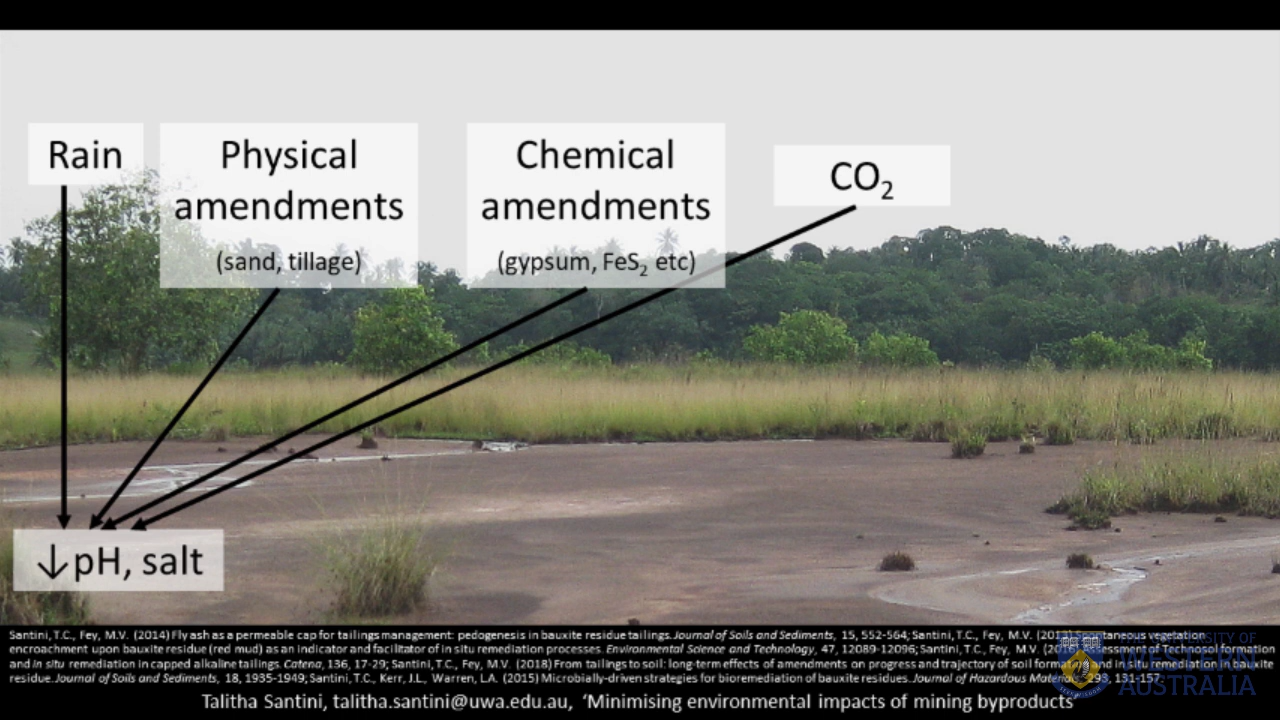 Rain
Physical
amendments
(sand, tillage)
Chemical
amendments
(gypsum, FeS₂ etc)
CO₂
↓pH, salt
Santini, T.C., Fey, M.V. (2014) Fly ash as a permeable cap for tailings management: pedogenesis in bauxite residue tailings. Journal of Soils and Sediments, 15, 552-564; Santini, T.C., Fey, M.V. Spontaneous vegetation
encroachment upon bauxite residue (red mud) as an indicator and facilitator of in situ remediation processes. Environmental Science and Technology, 47, 12089-12096; Santini, T.C., Fey, M.V. of Technosol formation
and in situ remediation in capped alkaline tailings. Catena, 136, 17-29; Santini, T.C., Fey, M.V. (2018) From tailings to soil: long-term effects of amendments on progress and trajectory of soil and in situ remediation in bauxite
residue. Journal of Soils and Sediments, 18, 1935-1949; Santini, T.C., Kerr, J.L., Warren, L.A. (2015) Microbially-driven strategies for bioremediation of bauxite residues. Journal of Hazardous 293, 131-157.
Talitha Santini, talitha.santini@uwa.edu.au, ‘Minimising environmental impacts of mining byproducts’
THE UNIVERSITY OF
WESTERN
AUSTRALIA